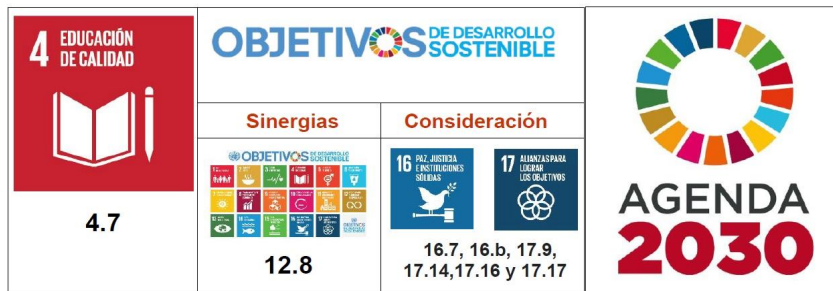 4 EDUCACIÓN
DE CALIDAD
4.7
OBJETIVOS DE DESARROLLO
SOSTENIBLE
Sinergias
OBJETIVOS DE DESARROLLO
SOSTENIBLE
12.8
Consideración
16 PAZ, JUSTICIA
E INSTITUCIONES
SÓLIDAS
17 ALIANZAS PARA
LOGRAR
LOS OBJETIVOS
16.7, 16.b, 17.9,
17.14,17.16 y 17.17
AGENDA
2030